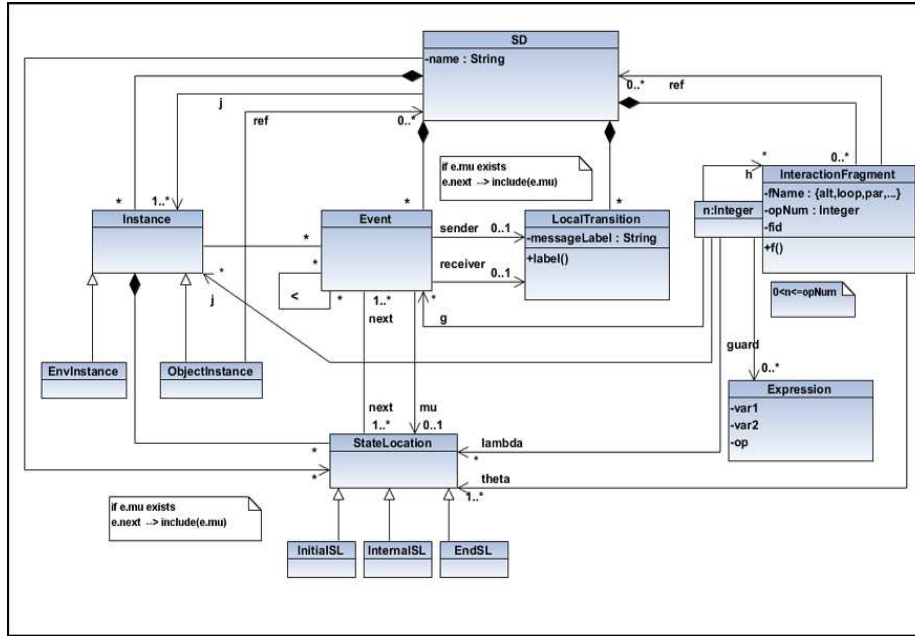 SD
-name : String
j
ref
0..*
0..*
ref
if e.mu exists
e.next --> include(e.mu)
*
h
0..*
*
1..*
*
*
Instance
Event
LocalTransition
n:Integer
InteractionFragment
-messageLabel : String
+label()
-fName : {alt,loop,par,...}
-opNum : Integer
-fid
+f()
*
sender
0..1
*
receiver
0..1
<
*
*
j
1..*
*
next
g
0<n<=opNum
guard
0..*
EnvInstance
ObjectInstance
Expression
-var1
-var2
-op
next
mu
1..*
0..1
StateLocation
lambda
*
*
*
theta
1..*
if e.mu exists
e.next --> include(e.mu)
InitialSL
InternalSL
EndSL